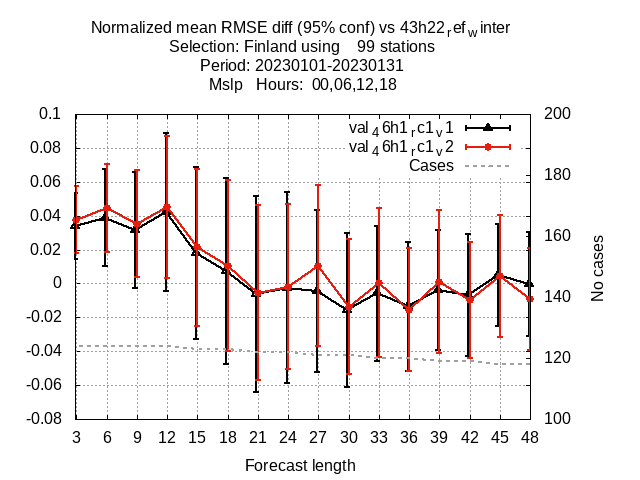 Normalized mean RMSE diff (95% conf) vs 43h22ᵣef_winter
Selection: Finland using    99 stations
Period: 20230101-20230131
Mslp   Hours:  00,06,12,18
0.1
0.08
0.06
0.04
0.02
0
-0.02
-0.04
-0.06
-0.08
val₄6h1ᵣc1ᵥ1
val₄6h1ᵣc1ᵥ2
Cases
200
180
160
140
120
100
No cases
3 6 9 12 15 18 21 24 27 30 33 36 39 42 45 48
Forecast length